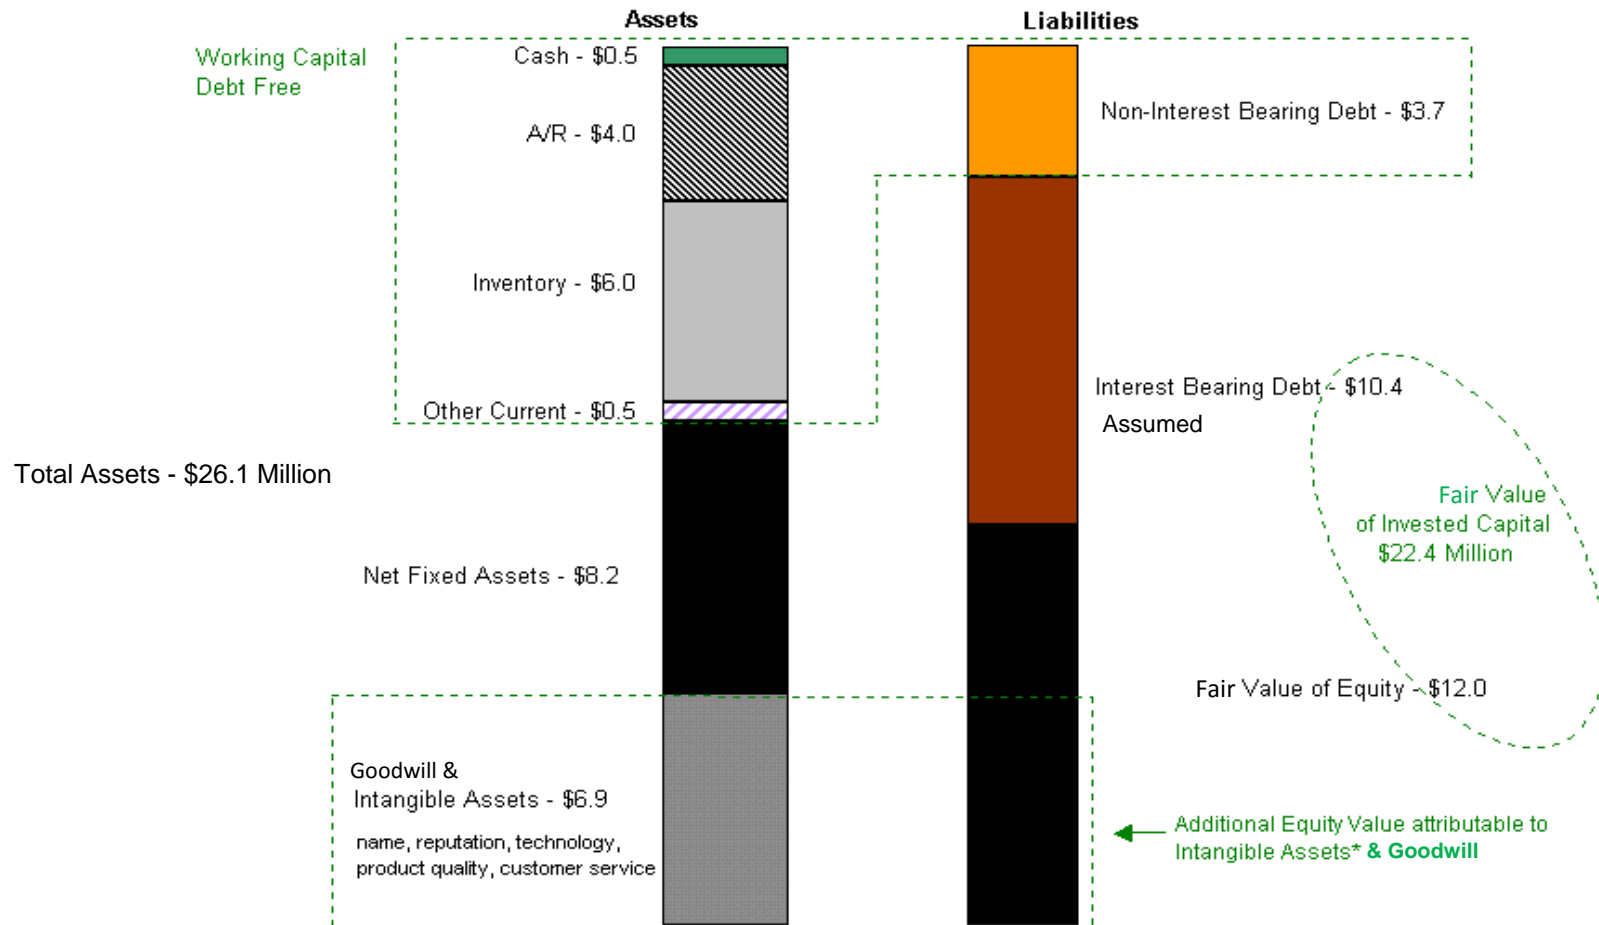 Assets
Liabilities
Working Capital
Debt Free
Cash - $0.5
A/R - $4.0
Inventory - $6.0
Other Current - $0.5
Non-Interest Bearing Debt - $3.7
Interest Bearing Debt - $10.4
Assumed
Total Assets - $26.1 Million
Fair Value
of Invested Capital
$22.4 Million
Net Fixed Assets - $8.2
Fair Value of Equity - $12.0
Goodwill &
Intangible Assets - $6.9
name, reputation, technology,
product quality, customer service
Additional Equity Value attributable to
Intangible Assets* & Goodwill